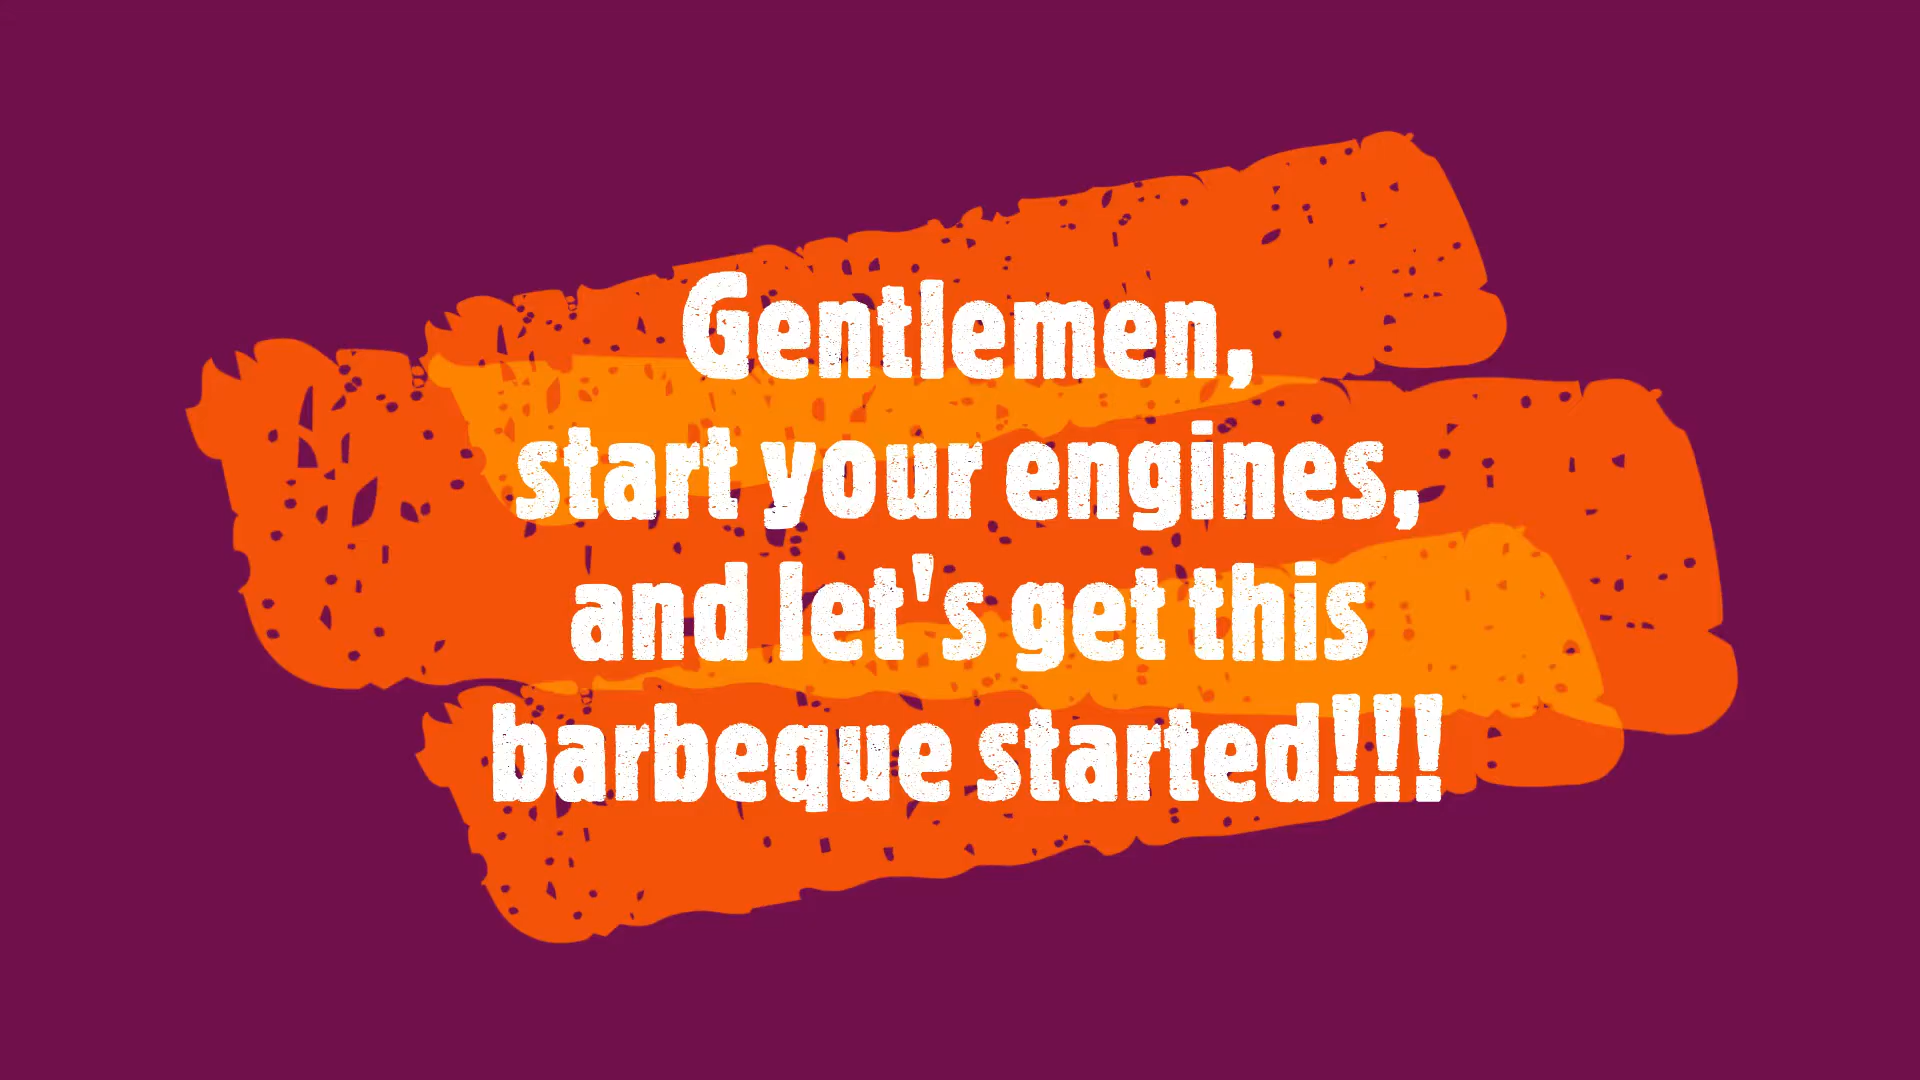 Gentlemen,
start your engines,
and let's get this
barbeque started!!!